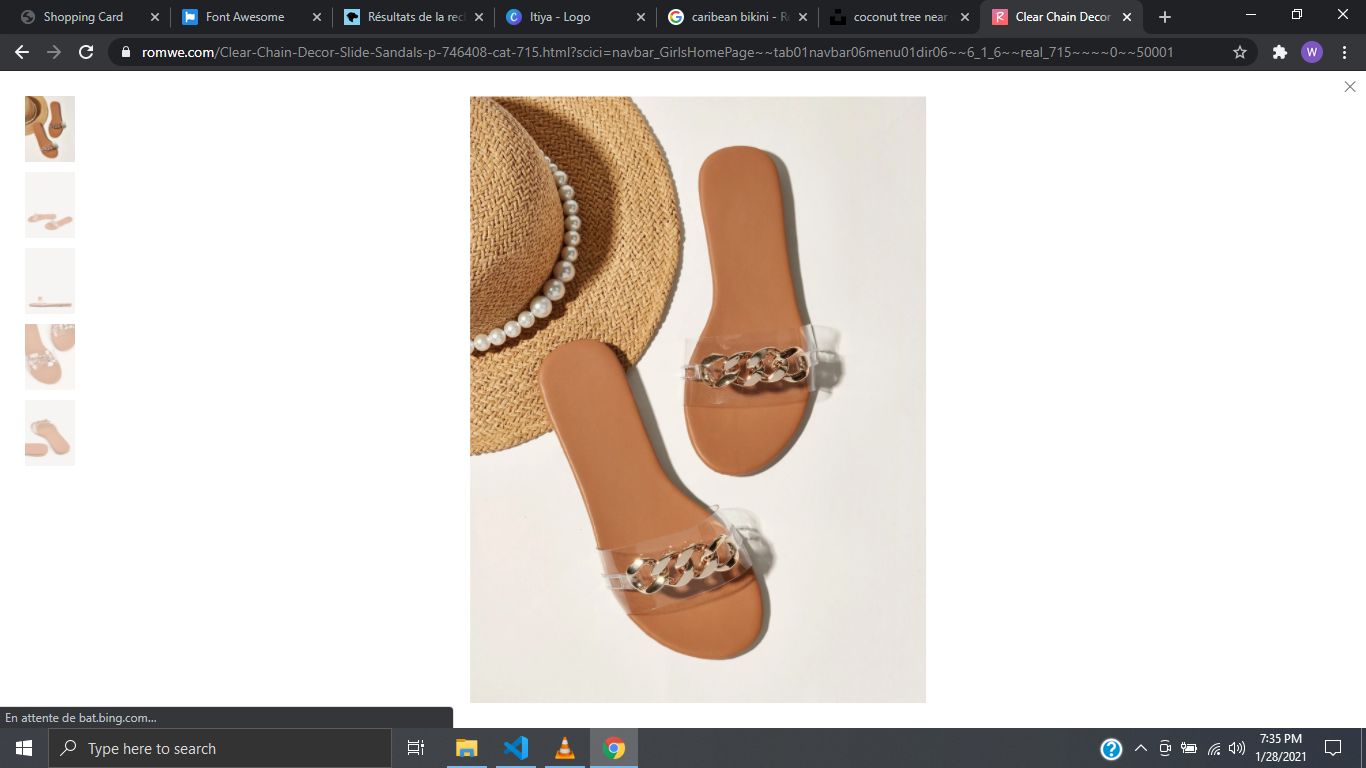 Shopping Card
Font Awesome
Résultats de la rec
Itiya - Logo
caribean bikini - R
coconut tree near
Clear Chain Decor
romwe.com/Clear-Chain-Decor-Slide-Sandals-p-746408-cat-715.html?scici=navbar_GirlsHomePage~~tab01navbar06menu01dir06~~6_1_6~~real_715~~~~0~~50001
W
En attente de bat.bing.com...
Type here to search
7:35 PM
1/28/2021